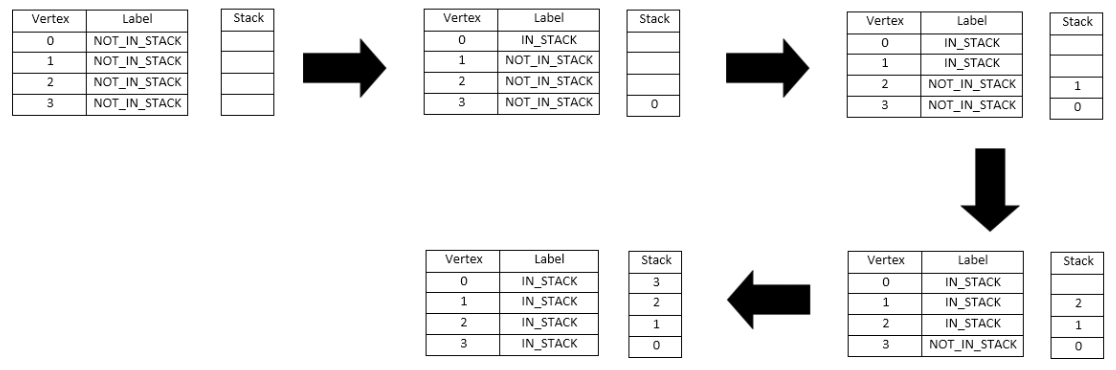 Vertex Label Stack
0 NOT_IN_STACK
1 NOT_IN_STACK
2 NOT_IN_STACK
3 NOT_IN_STACK
Vertex Label Stack
0 IN_STACK
1 NOT_IN_STACK
2 NOT_IN_STACK
3 NOT_IN_STACK 0
Vertex Label Stack
0 IN_STACK
1 IN_STACK
2 NOT_IN_STACK 1
3 NOT_IN_STACK 0
Vertex Label Stack
0 IN_STACK
1 IN_STACK 2
2 IN_STACK 1
3 NOT_IN_STACK 0
Vertex Label Stack
0 IN_STACK 3
1 IN_STACK 2
2 IN_STACK 1
3 IN_STACK 0